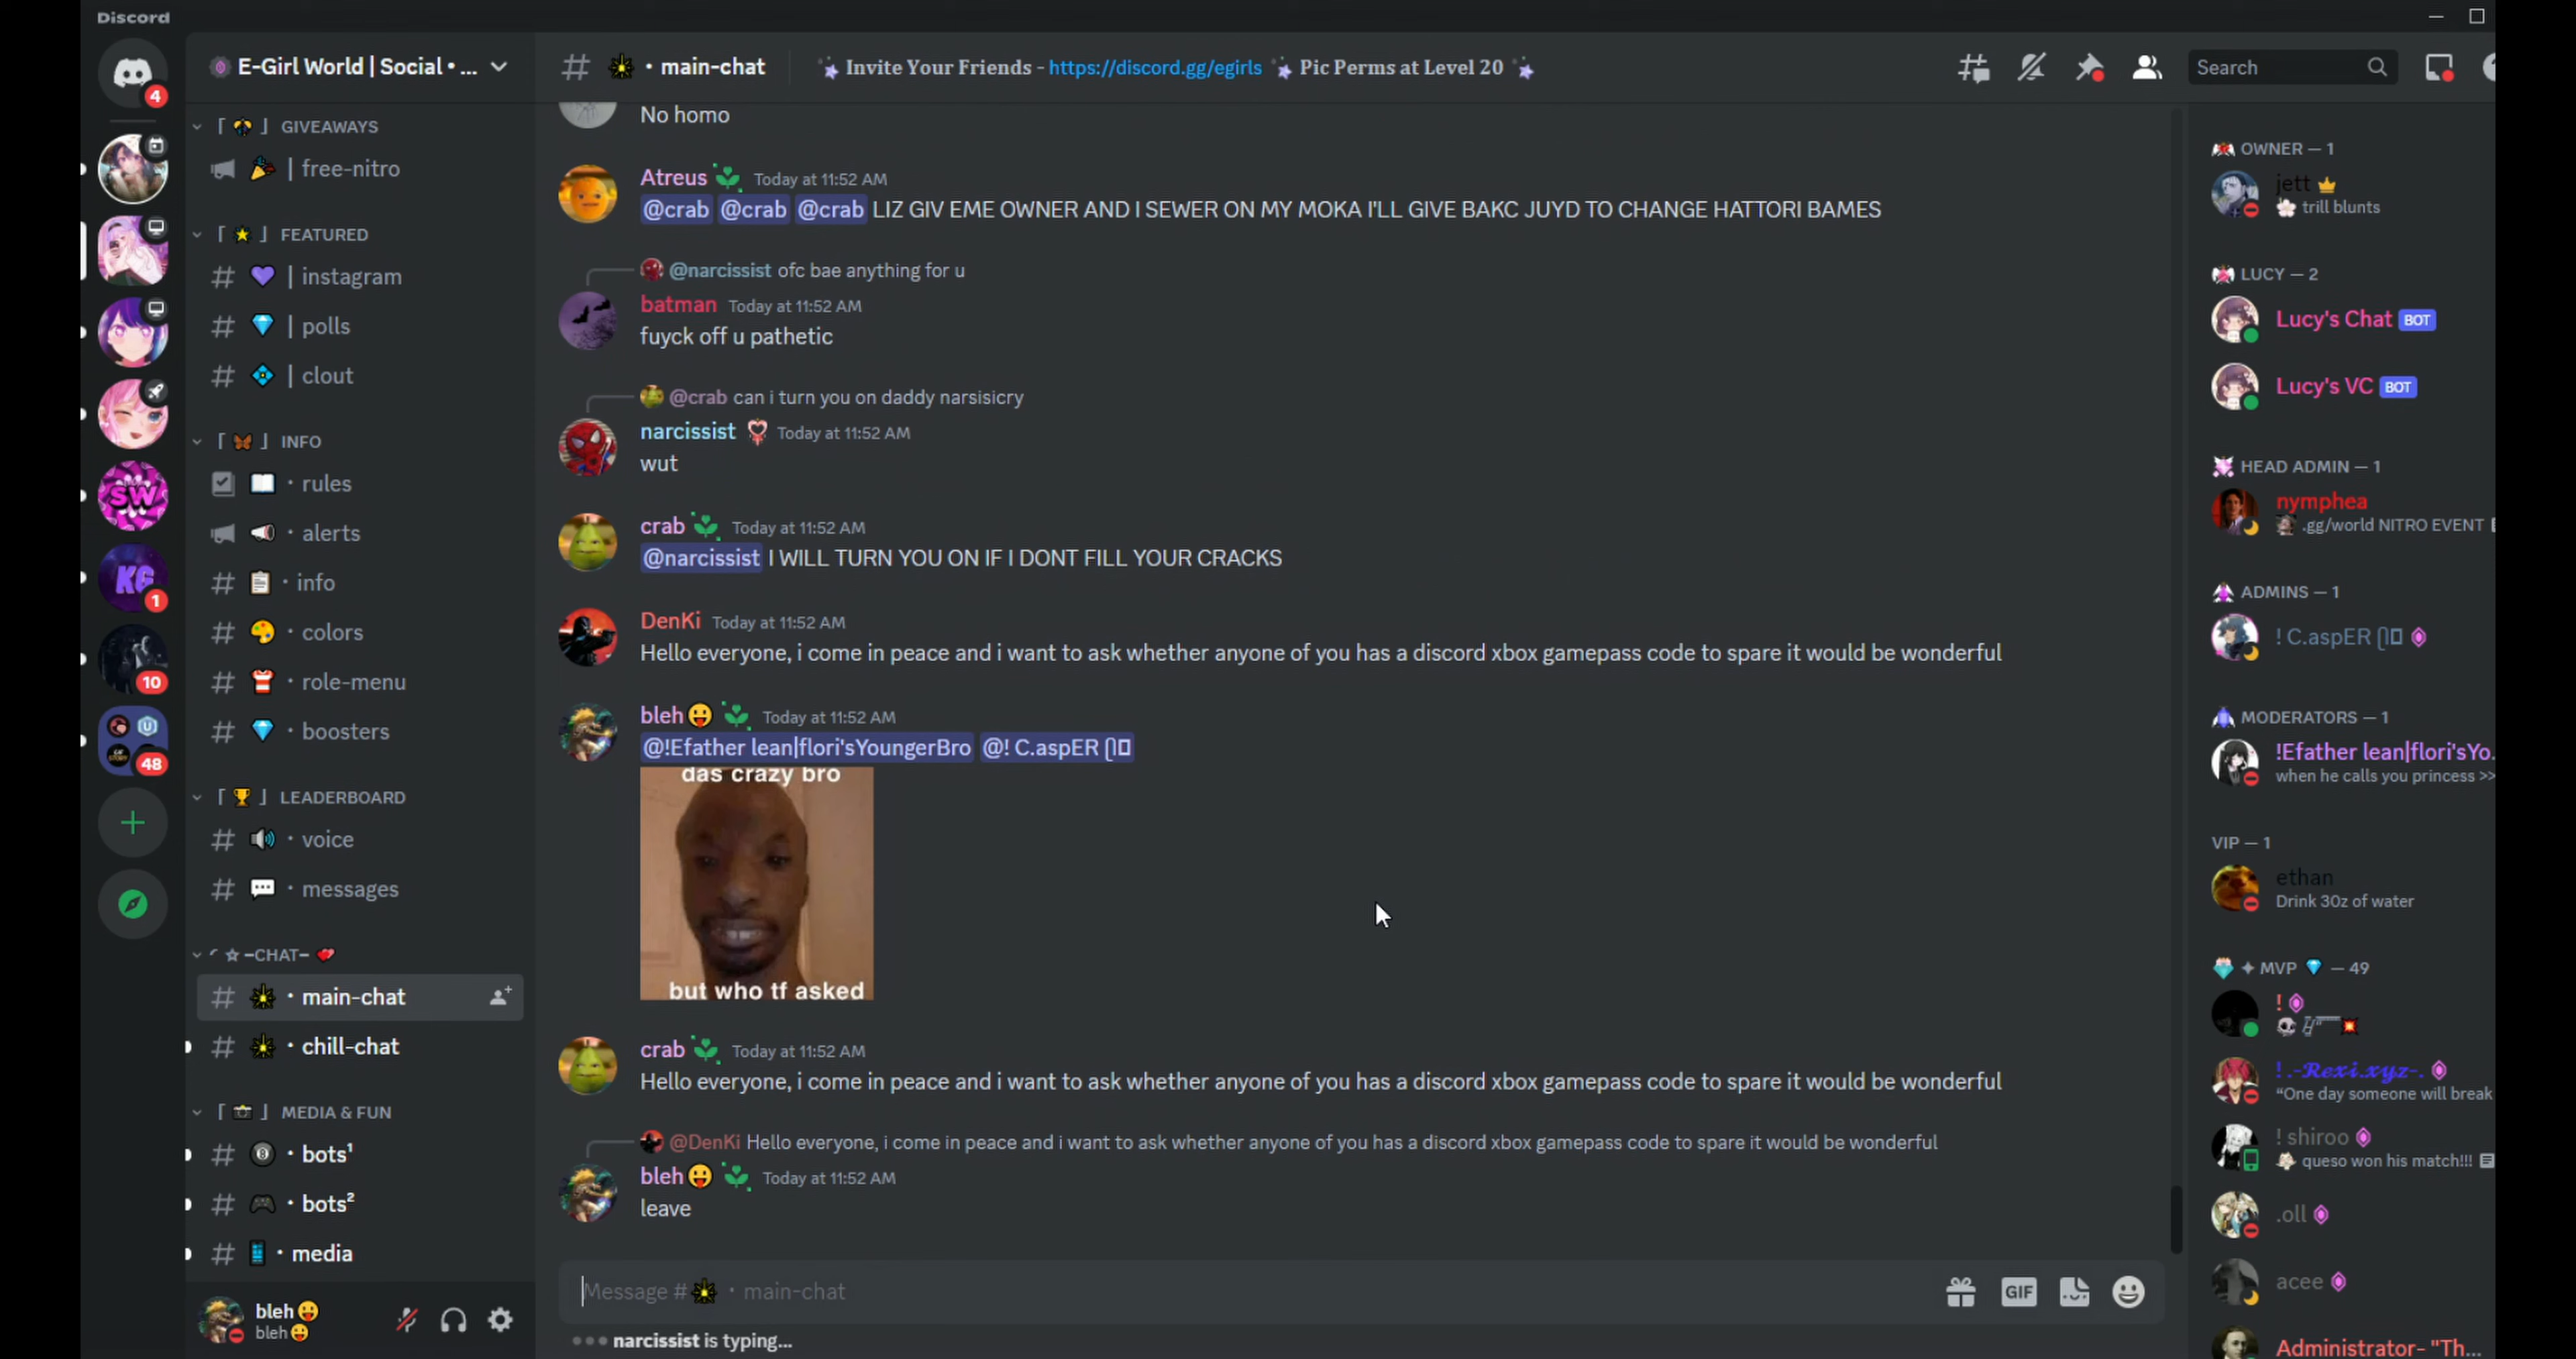 Discord
4
1
10
48
E-Girl World | Social • ...
「 」 GIVEAWAYS
| free-nitro
「 」 FEATURED
| instagram
| polls
| clout
「 」 INFO
· rules
· alerts
· info
· colors
· role-menu
· boosters
「 」 LEADERBOARD
· voice
· messages
-CHAT-
· main-chat
· chill-chat
「 」 MEDIA & FUN
· bots¹
· bots²
· media
bleh😛
bleh😛
SW
KG
# · main-chat
Invite Your Friends - https://discord.gg/egirls Pic Perms at Level 20
Search
No homo
Atreus Today at 11:52 AM
@crab @crab @crab LIZ GIV EME OWNER AND I SEWER ON MY MOKA I'LL GIVE BAKC JUYD TO CHANGE HATTORI BAMES
@narcissist ofc bae anything for u
batman Today at 11:52 AM
fuyck off u pathetic
@crab can i turn you on daddy narsisicry
narcissist Today at 11:52 AM
wut
crab Today at 11:52 AM
@narcissist I WILL TURN YOU ON IF I DONT FILL YOUR CRACKS
DenKi Today at 11:52 AM
Hello everyone, i come in peace and i want to ask whether anyone of you has a discord xbox gamepass code to spare it would be wonderful
bleh😛 Today at 11:52 AM
@!Efather lean|flori'sYoungerBro @! C.aspER
das crazy bro
but who tf asked
crab Today at 11:52 AM
Hello everyone, i come in peace and i want to ask whether anyone of you has a discord xbox gamepass code to spare it would be wonderful
@DenKi Hello everyone, i come in peace and i want to ask whether anyone of you has a discord xbox gamepass code to spare it would be wonderful
bleh😛 Today at 11:52 AM
leave
Message # · main-chat
GIF
narcissist is typing...
OWNER — 1
jett
trill blunts
LUCY — 2
Lucy's Chat BOT
Lucy's VC BOT
HEAD ADMIN — 1
nymphea
.gg/world NITRO EVENT
ADMINS — 1
! C.aspER
MODERATORS — 1
!Efather lean|flori'sYo...
when he calls you princess >>
VIP — 1
ethan
Drink 30z of water
MVP — 49
!
! .-Rexi.xyz-.
“One day someone will break
! shiroo
queso won his match!!!
.oll
acee
Administrator- "Th...